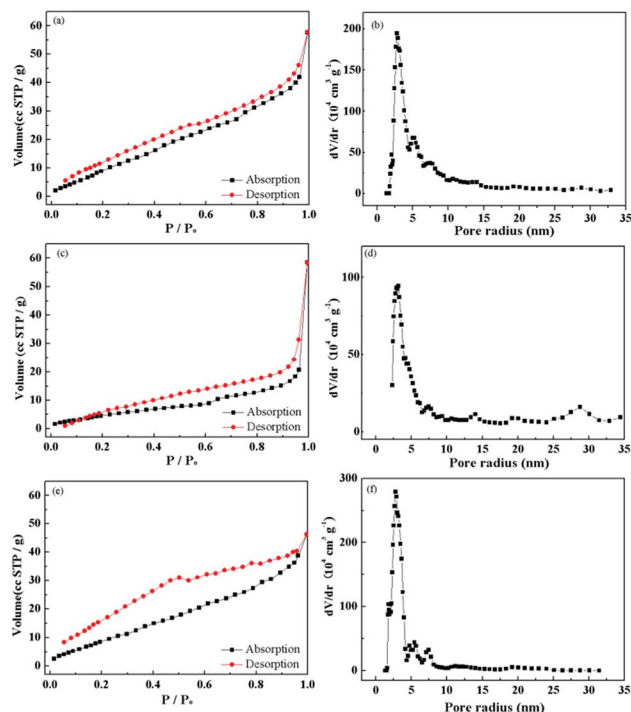 (a)
Volume(cc STP / g)
60
50
40
30
20
10
0
Absorption
Desorption
0.0 0.2 0.4 0.6 0.8 1.0
P / Pₒ
(b)
dV/dr (10⁴ cm³ g⁻¹)
200
100
0
0 5 10 15 20 25 30 35
Pore radius (nm)
(c)
Volume (cc STP / g)
60
50
40
30
20
10
0
Absorption
Desorption
0.0 0.2 0.4 0.6 0.8 1.0
P / Pₒ
(d)
dV/dr (10⁴ cm³ g⁻¹)
100
50
0
0 5 10 15 20 25 30 35
Pore radius (nm)
(e)
Volume(cc STP / g)
60
50
40
30
20
10
0
Absorption
Desorption
0.0 0.2 0.4 0.6 0.8 1.0
P / Pₒ
(f)
dV/dr (10⁴ cm³ g⁻¹)
300
200
100
0
0 5 10 15 20 25 30 35
Pore radius (nm)